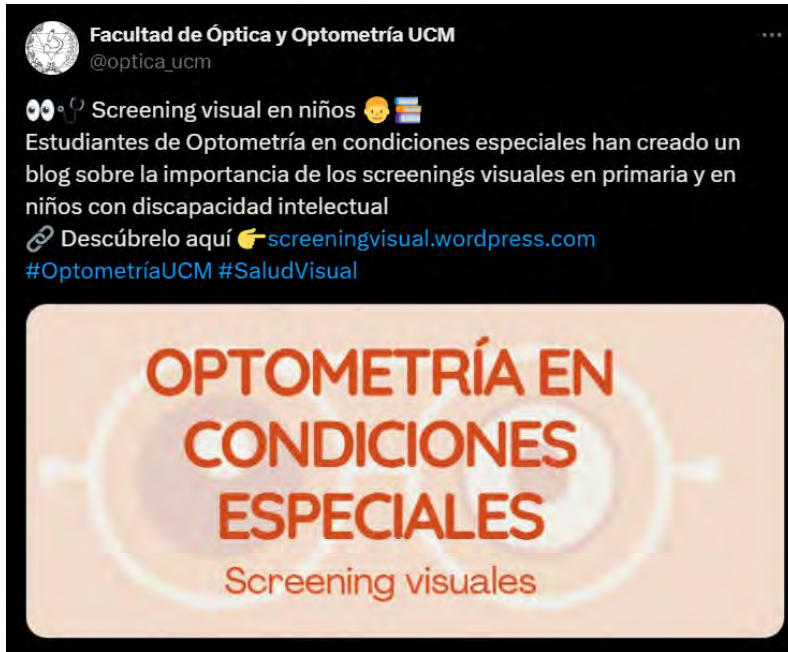 Facultad de Óptica y Optometría UCM
@optica_ucm
👀🩺 Screening visual en niños 👦📚
Estudiantes de Optometría en condiciones especiales han creado un
blog sobre la importancia de los screenings visuales en primaria y en
niños con discapacidad intelectual
🔗 Descúbrelo aquí 👉screeningvisual.wordpress.com
#OptometríaUCM #SaludVisual
OPTOMETRÍA EN
CONDICIONES
ESPECIALES
Screening visuales